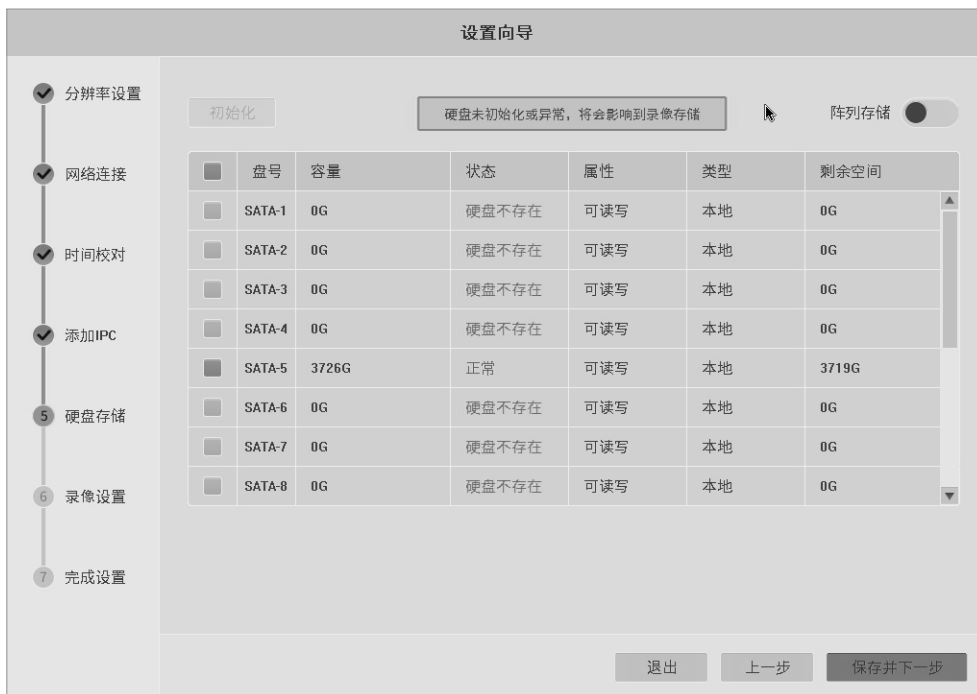 设置向导
分辨率设置
网络连接
时间校对
添加IPC
5 硬盘存储
6 录像设置
7 完成设置
初始化 硬盘未初始化或异常，将会影响到录像存储 阵列存储
盘号 容量 状态 属性 类型 剩余空间
SATA-1 0G 硬盘不存在 可读写 本地 0G
SATA-2 0G 硬盘不存在 可读写 本地 0G
SATA-3 0G 硬盘不存在 可读写 本地 0G
SATA-4 0G 硬盘不存在 可读写 本地 0G
SATA-5 3726G 正常 可读写 本地 3719G
SATA-6 0G 硬盘不存在 可读写 本地 0G
SATA-7 0G 硬盘不存在 可读写 本地 0G
SATA-8 0G 硬盘不存在 可读写 本地 0G
退出 上一步 保存并下一步